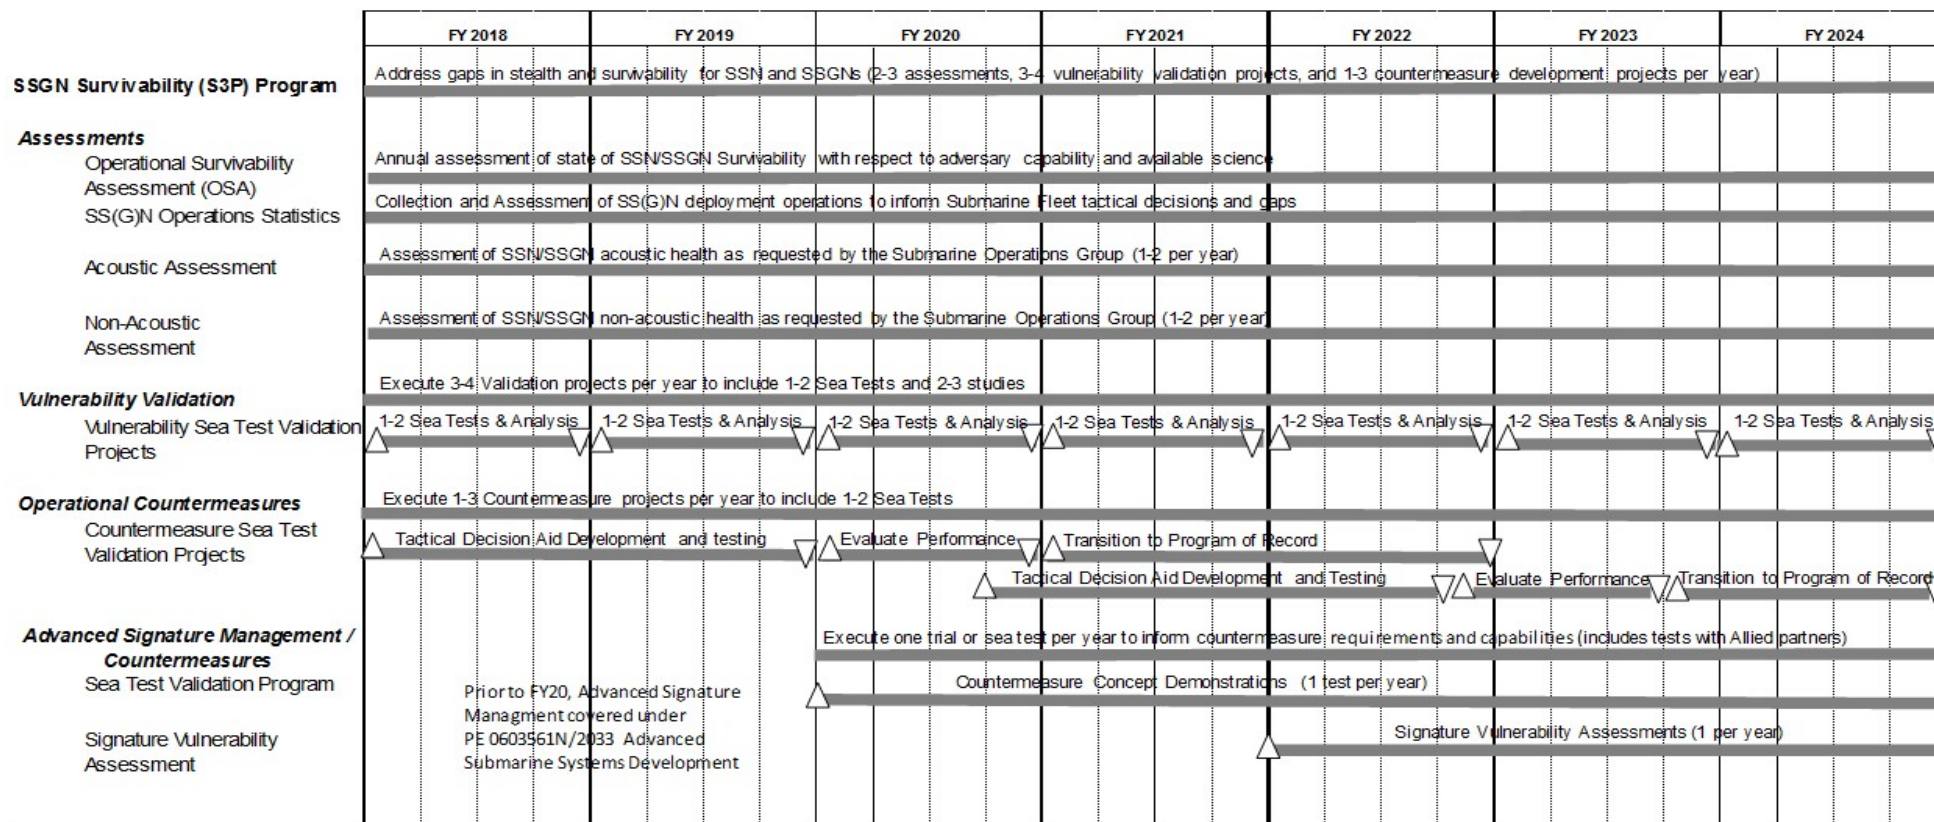 FY 2018 FY 2019 FY 2020 FY 2021 FY 2022 FY 2023 FY 2024
SSGN Survivability (S3P) Program
Address gaps in stealth and survivability for SSN and SSGNs (2-3 assessments, 3-4 vulnerability validation projects, and 1-3 countermeasure development projects per year)
Assessments
Operational Survivability
Assessment (OSA)
Annual assessment of state of SSN/SSGN Survivability with respect to adversary capability and available science
SS(G)N Operations Statistics
Collection and Assessment of SS(G)N deployment operations to inform Submarine Fleet tactical decisions and gaps
Acoustic Assessment
Assessment of SSN/SSGN acoustic health as requested by the Submarine Operations Group (1-2 per year)
Non-Acoustic
Assessment
Assessment of SSN/SSGN non-acoustic health as requested by the Submarine Operations Group (1-2 per year)
Vulnerability Validation
Execute 3-4 Validation projects per year to include 1-2 Sea Tests and 2-3 studies
Vulnerability Sea Test Validation
Projects
1-2 Sea Tests & Analysis 1-2 Sea Tests & Analysis 1-2 Sea Tests & Analysis 1-2 Sea Tests & Analysis 1-2 Sea Tests & Analysis 1-2 Sea Tests & Analysis 1-2 Sea Tests & Analysis
Operational Countermeasures
Execute 1-3 Countermeasure projects per year to include 1-2 Sea Tests
Countermeasure Sea Test
Validation Projects
Tactical Decision Aid Development and testing Evaluate Performance Transition to Program of Record
Tactical Decision Aid Development and Testing Evaluate Performance Transition to Program of Record
Advanced Signature Management /
Countermeasures
Execute one trial or sea test per year to inform countermeasure requirements and capabilities (includes tests with Allied partners)
Sea Test Validation Program
Countermeasure Concept Demonstrations (1 test per year)
Prior to FY20, Advanced Signature
Managment covered under
PE 0603561N/2033 Advanced
Submarine Systems Development
Signature Vulnerability
Assessment
Signature Vulnerability Assessments (1 per year)